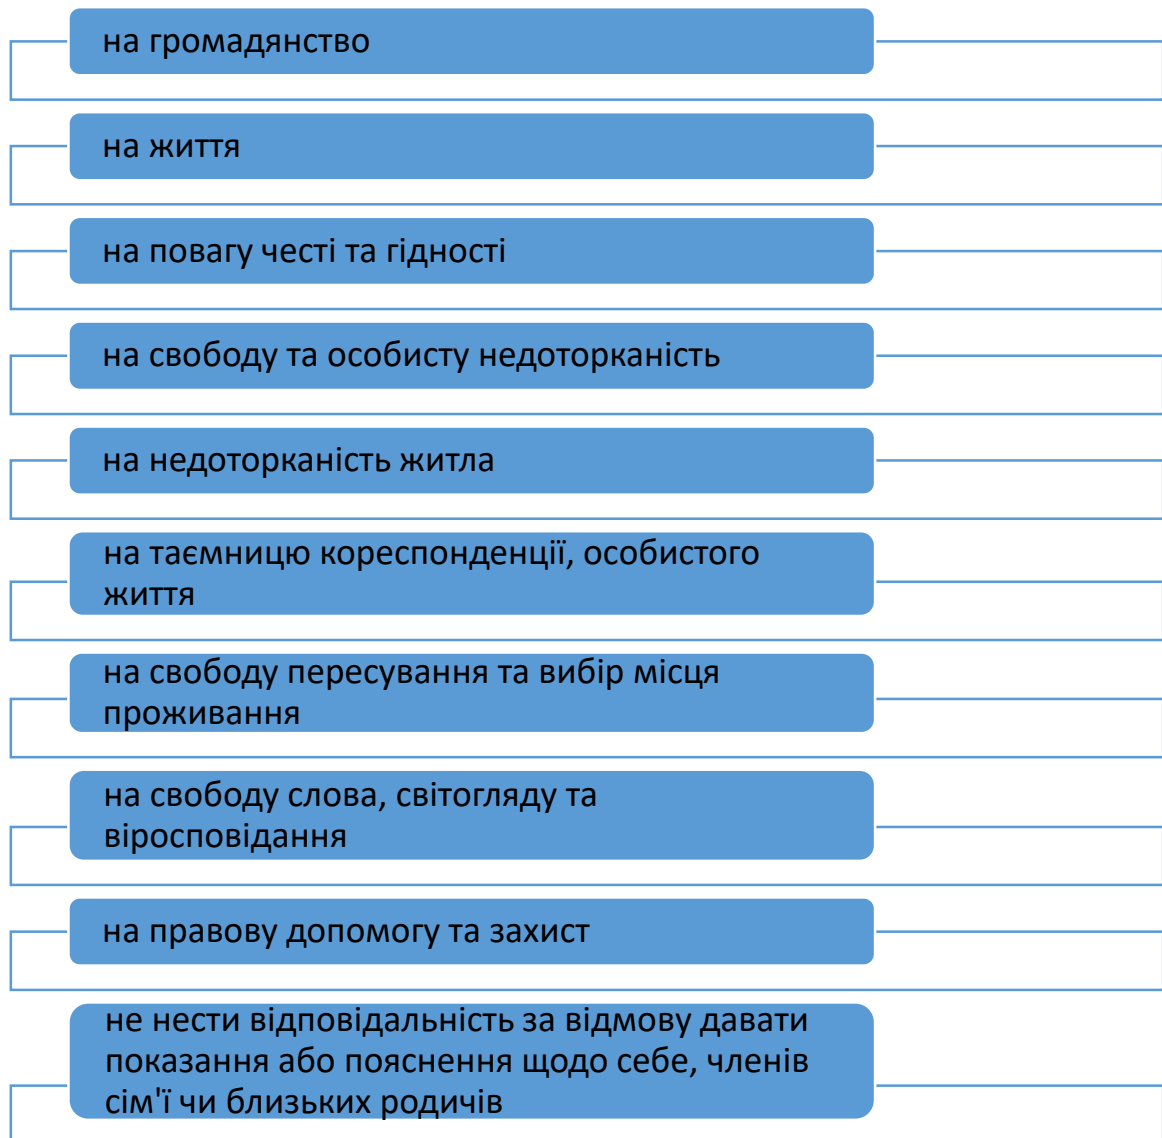 на громадянство
на життя
на повагу честі та гідності
на свободу та особисту недоторканість
на недоторканість житла
на таємницю кореспонденції, особистого
життя
на свободу пересування та вибір місця
проживання
на свободу слова, світогляду та
віросповідання
на правову допомогу та захист
не нести відповідальність за відмову давати
показання або пояснення щодо себе, членів
сім'ї чи близьких родичів